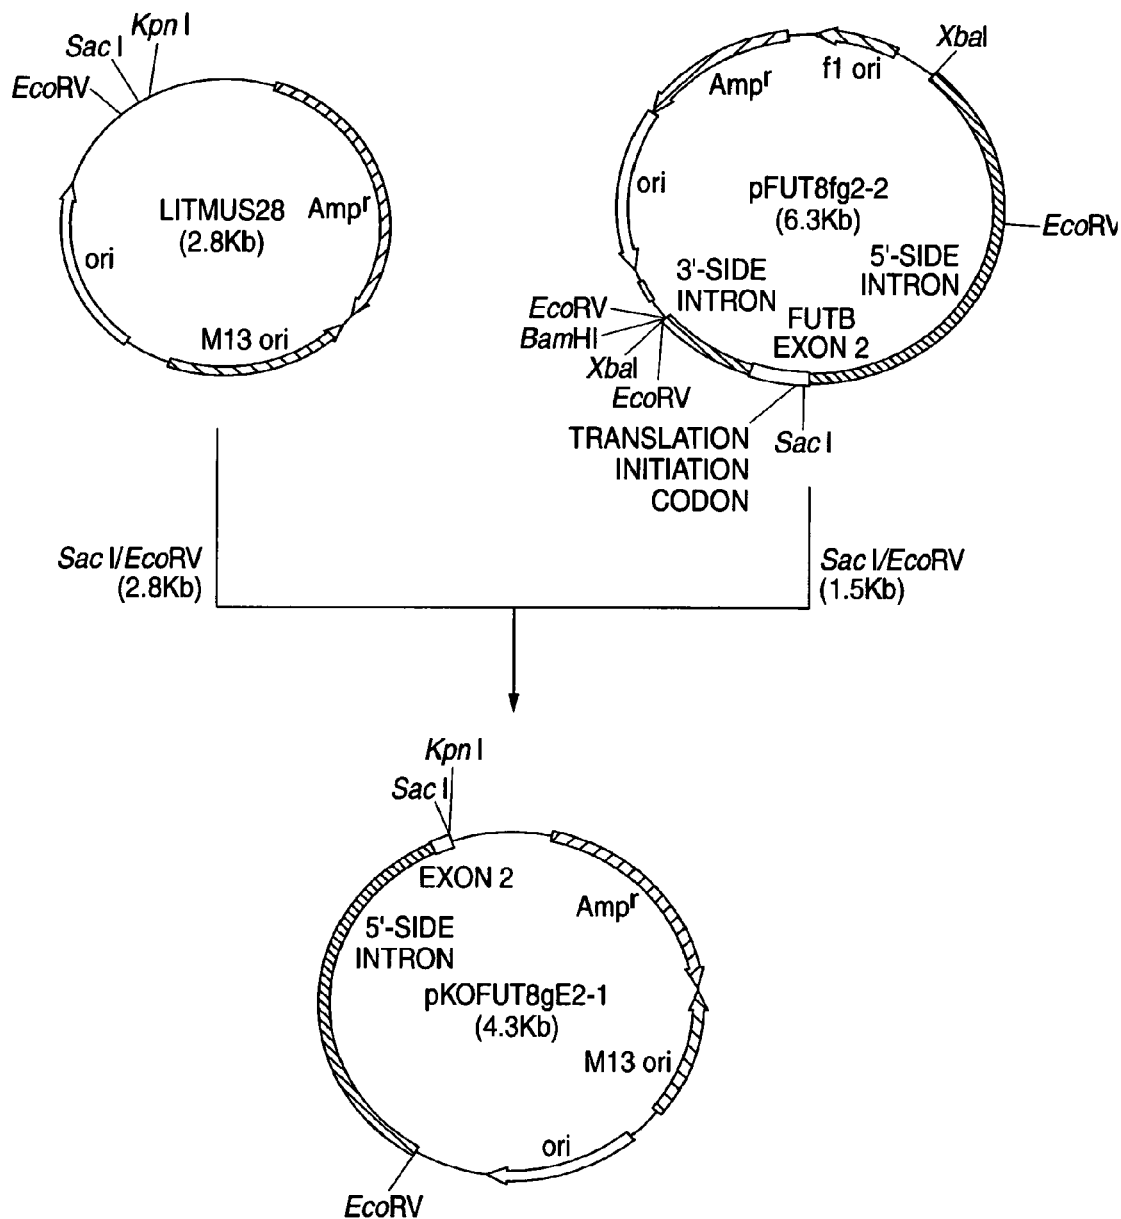 Kpn I
Sac I
EcoRV
LITMUS28
(2.8Kb)
Ampr
ori
M13 ori
XbaI
f1 ori
Ampr
ori
pFUT8fg2-2
(6.3Kb)
EcoRV
5'-SIDE
INTRON
3'-SIDE
INTRON
FUTB
EXON 2
EcoRV
BamHI
XbaI
EcoRV
TRANSLATION
INITIATION
CODON
Sac I
Sac I/EcoRV
(2.8Kb)
Sac I/EcoRV
(1.5Kb)
Kpn I
Sac I
EXON 2
Ampr
5'-SIDE
INTRON
pKOFUT8gE2-1
(4.3Kb)
M13 ori
ori
EcoRV